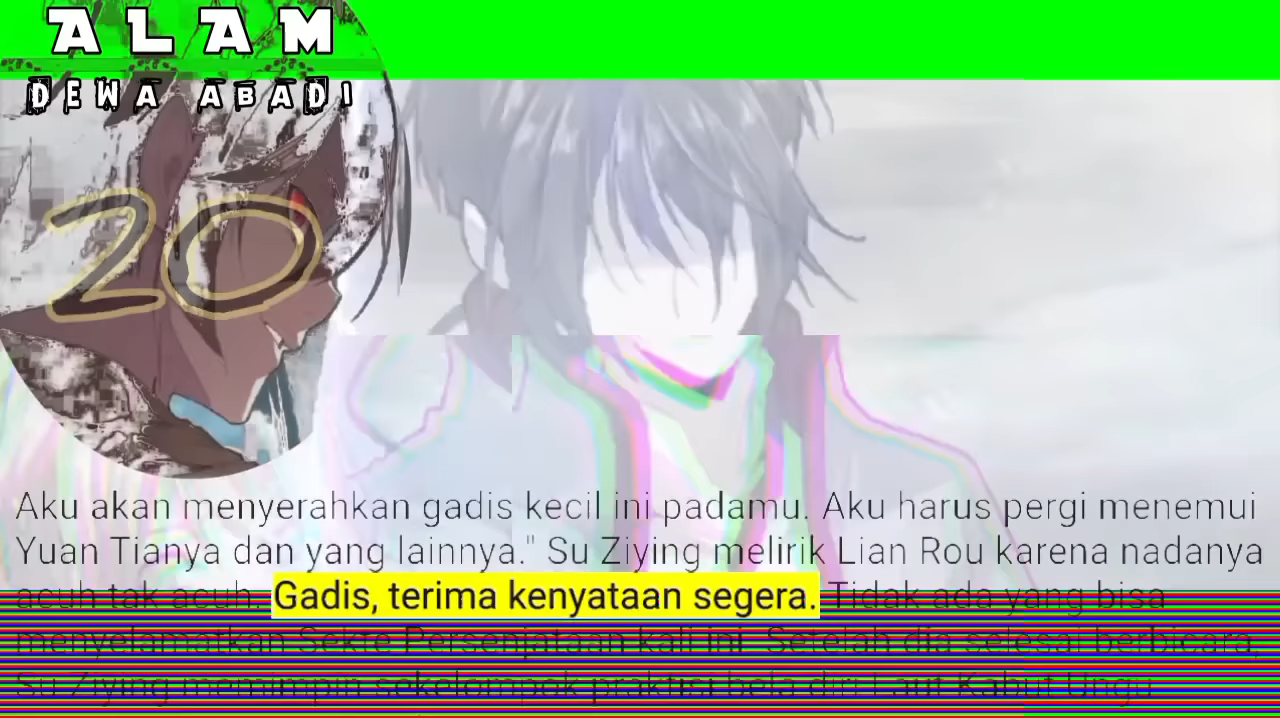 ALAM
DEWA ABADI
20
Aku akan menyerahkan gadis kecil ini padamu. Aku harus pergi menemui
Yuan Tianya dan yang lainnya." Su Ziying melirik Lian Rou karena nadanya
acuh tak acuh. Gadis, terima kenyataan segera. Tidak ada yang bisa
menyelamatkan Sekte Persenjataan kali ini. Setelah dia selesai berbicara,
Su Ziying memimpin sekelompok praktisi bela diri Laut Kabut Ungu